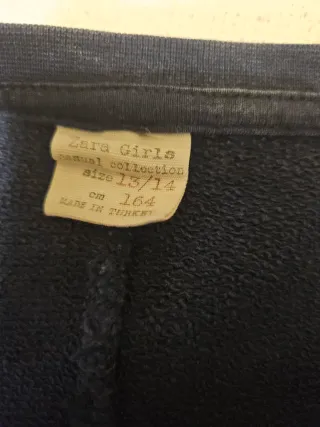 Zara Girls
casual collection
size 13/14
cm 164
MADE IN TURKEY